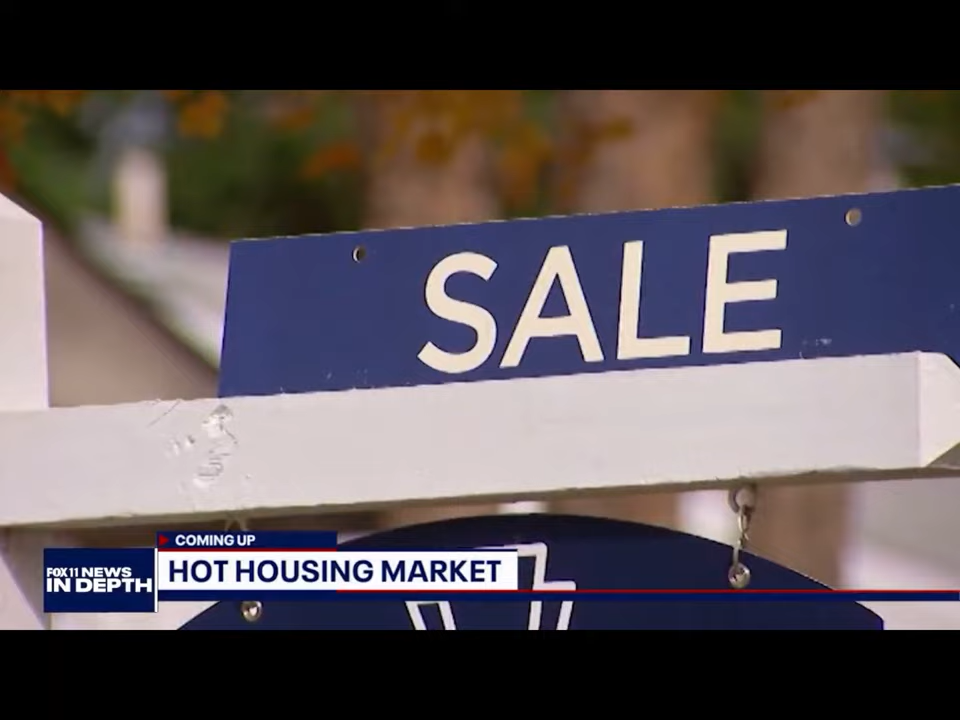 SALE
COMING UP
FOX 11 NEWS
IN DEPTH
HOT HOUSING MARKET